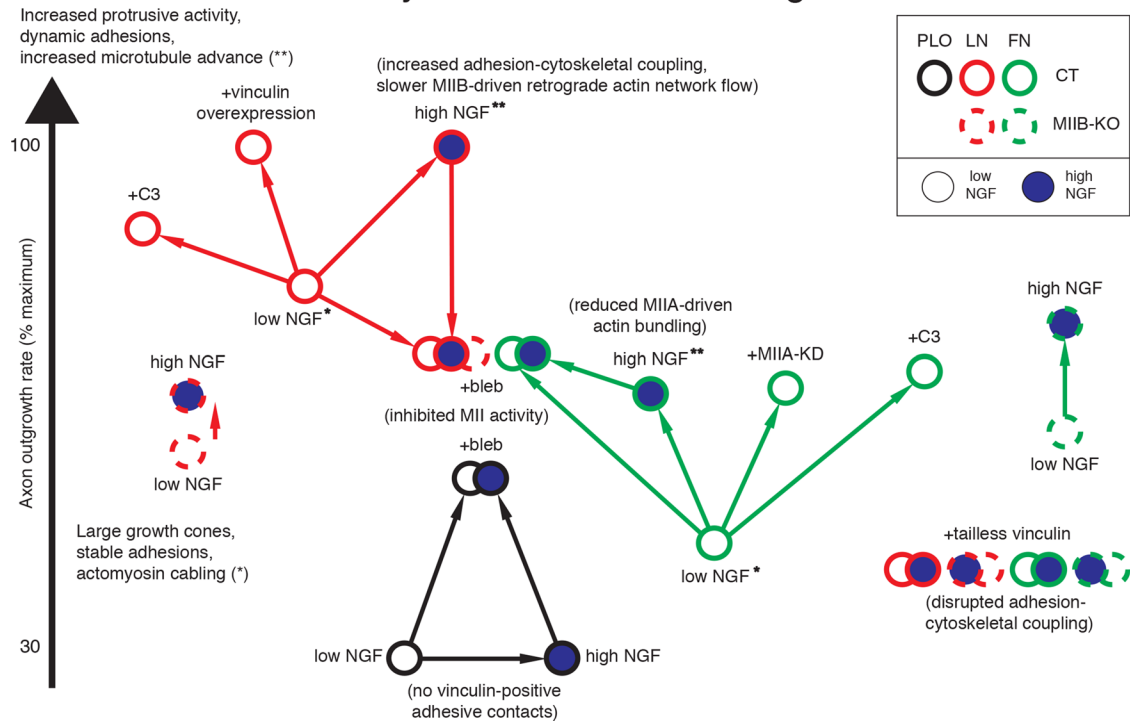 Increased protrusive activity,
dynamic adhesions,
increased microtubule advance (**)
(increased adhesion-cytoskeletal coupling,
slower MIIB-driven retrograde actin network flow)
high NGF**
+vinculin
overexpression
100
+C3
low NGF*
Axon outgrowth rate (% maximum)
PLO LN FN
CT
MIIB-KO
low
NGF
high
NGF
(reduced MIIA-driven
actin bundling)
high NGF**
+MIIA-KD
+C3
high NGF
low NGF
high NGF
low NGF
+bleb
(inhibited MII activity)
+bleb
Large growth cones,
stable adhesions,
actomyosin cabling (*)
low NGF*
+tailless vinculin
(disrupted adhesion-
cytoskeletal coupling)
30
low NGF
high NGF
(no vinculin-positive
adhesive contacts)